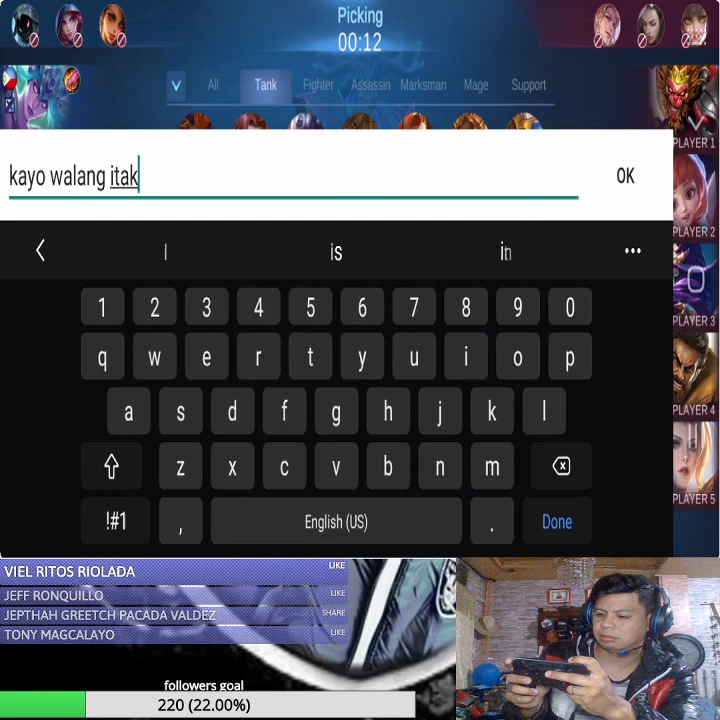 Picking
00:12
All Tank Fighter Assassin Marksman Mage Support
PLAYER 1
kayo walang itak
OK
PLAYER 2
I is in
PLAYER 3
1 2 3 4 5 6 7 8 9 0
q w e r t y u i o p
PLAYER 4
a s d f g h j k l
z x c v b n m
PLAYER 5
!#1 , English (US) . Done
VIEL RITOS RIOLADA LIKE
JEFF RONQUILLO LIKE
JEPTHAH GREETCH PACADA VALDEZ SHARE
TONY MAGCALAYO LIKE
followers goal
220 (22.00%)